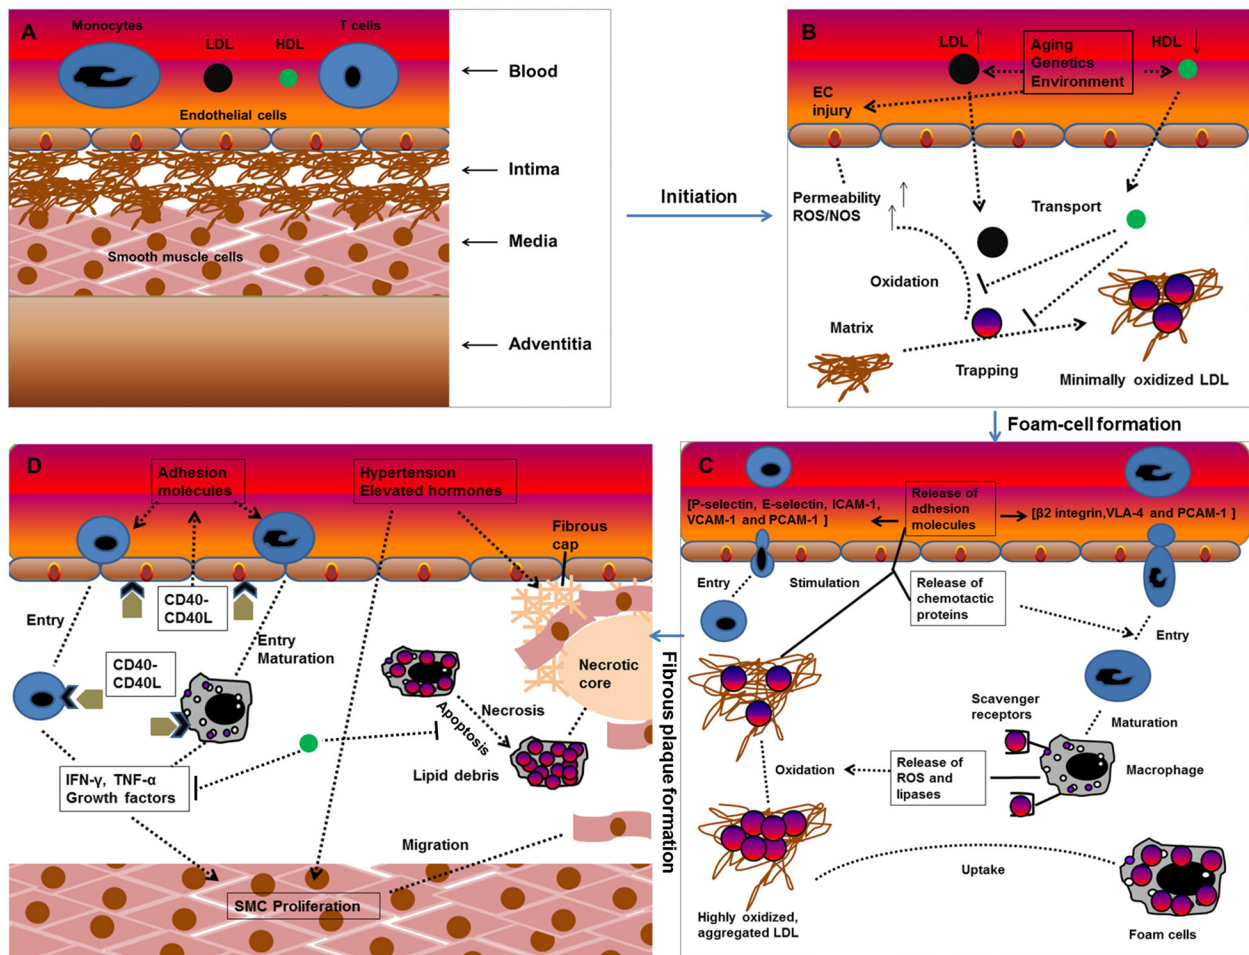 A
Monocytes
T cells
LDL
HDL
Endothelial cells
Smooth muscle cells
Blood
Intima
Media
Adventitia
Initiation
B
LDL
Aging
Genetics
Environment
HDL
EC
injury
Permeability
ROS/NOS
Transport
Oxidation
Matrix
Trapping
Minimally oxidized LDL
Foam-cell formation
C
[P-selectin, E-selectin, ICAM-1,
VCAM-1 and PCAM-1 ]
Release of
adhesion
molecules
[β2 integrin,VLA-4 and PCAM-1 ]
Entry
Stimulation
Release of
chemotactic
proteins
Entry
Maturation
Scavenger
receptors
Macrophage
Oxidation
Release of
ROS and
lipases
Uptake
Highly oxidized,
aggregated LDL
Foam cells
Fibrous plaque formation
D
Adhesion
molecules
Hypertension
Elevated hormones
Fibrous
cap
Entry
CD40-
CD40L
Entry
Maturation
CD40-
CD40L
Necrotic
core
Necrosis
Apoptosis
Lipid debris
IFN-γ, TNF-α
Growth factors
Migration
SMC Proliferation